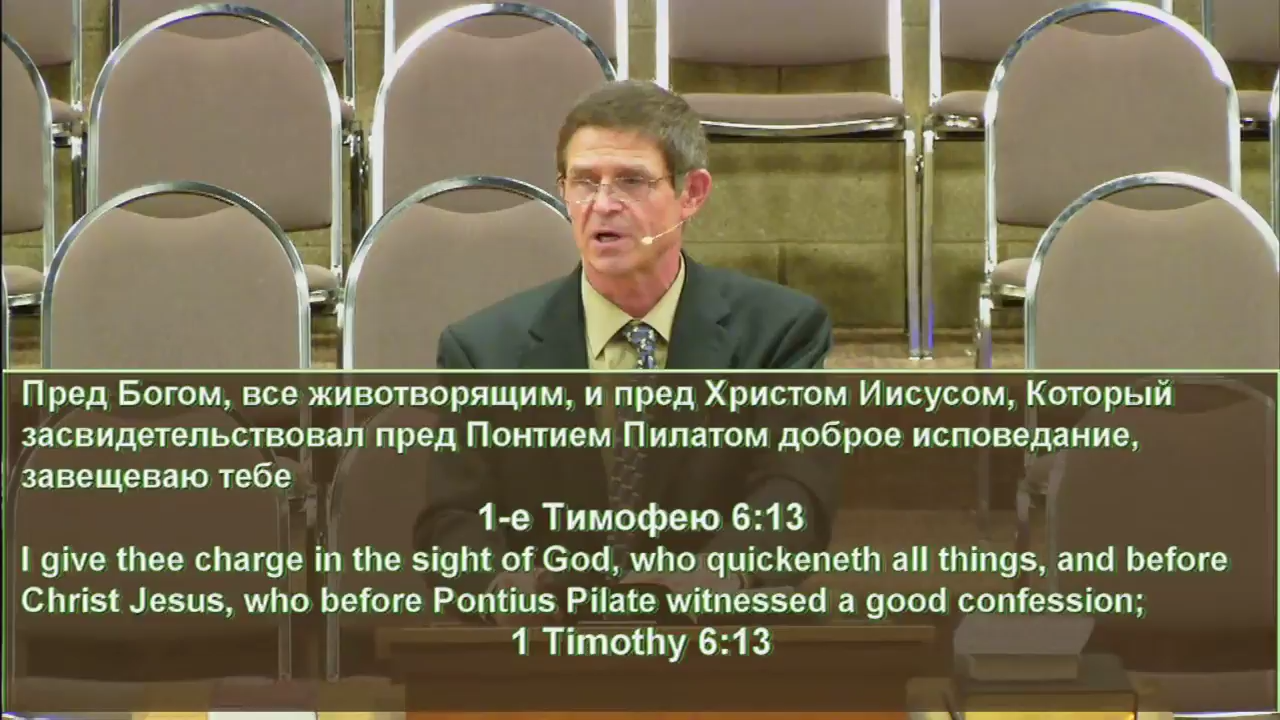 Пред Богом, все животворящим, и пред Христом Иисусом, Который
засвидетельствовал пред Понтием Пилатом доброе исповедание,
завещеваю тебе
1-е Тимофею 6:13
I give thee charge in the sight of God, who quickeneth all things, and before
Christ Jesus, who before Pontius Pilate witnessed a good confession;
1 Timothy 6:13